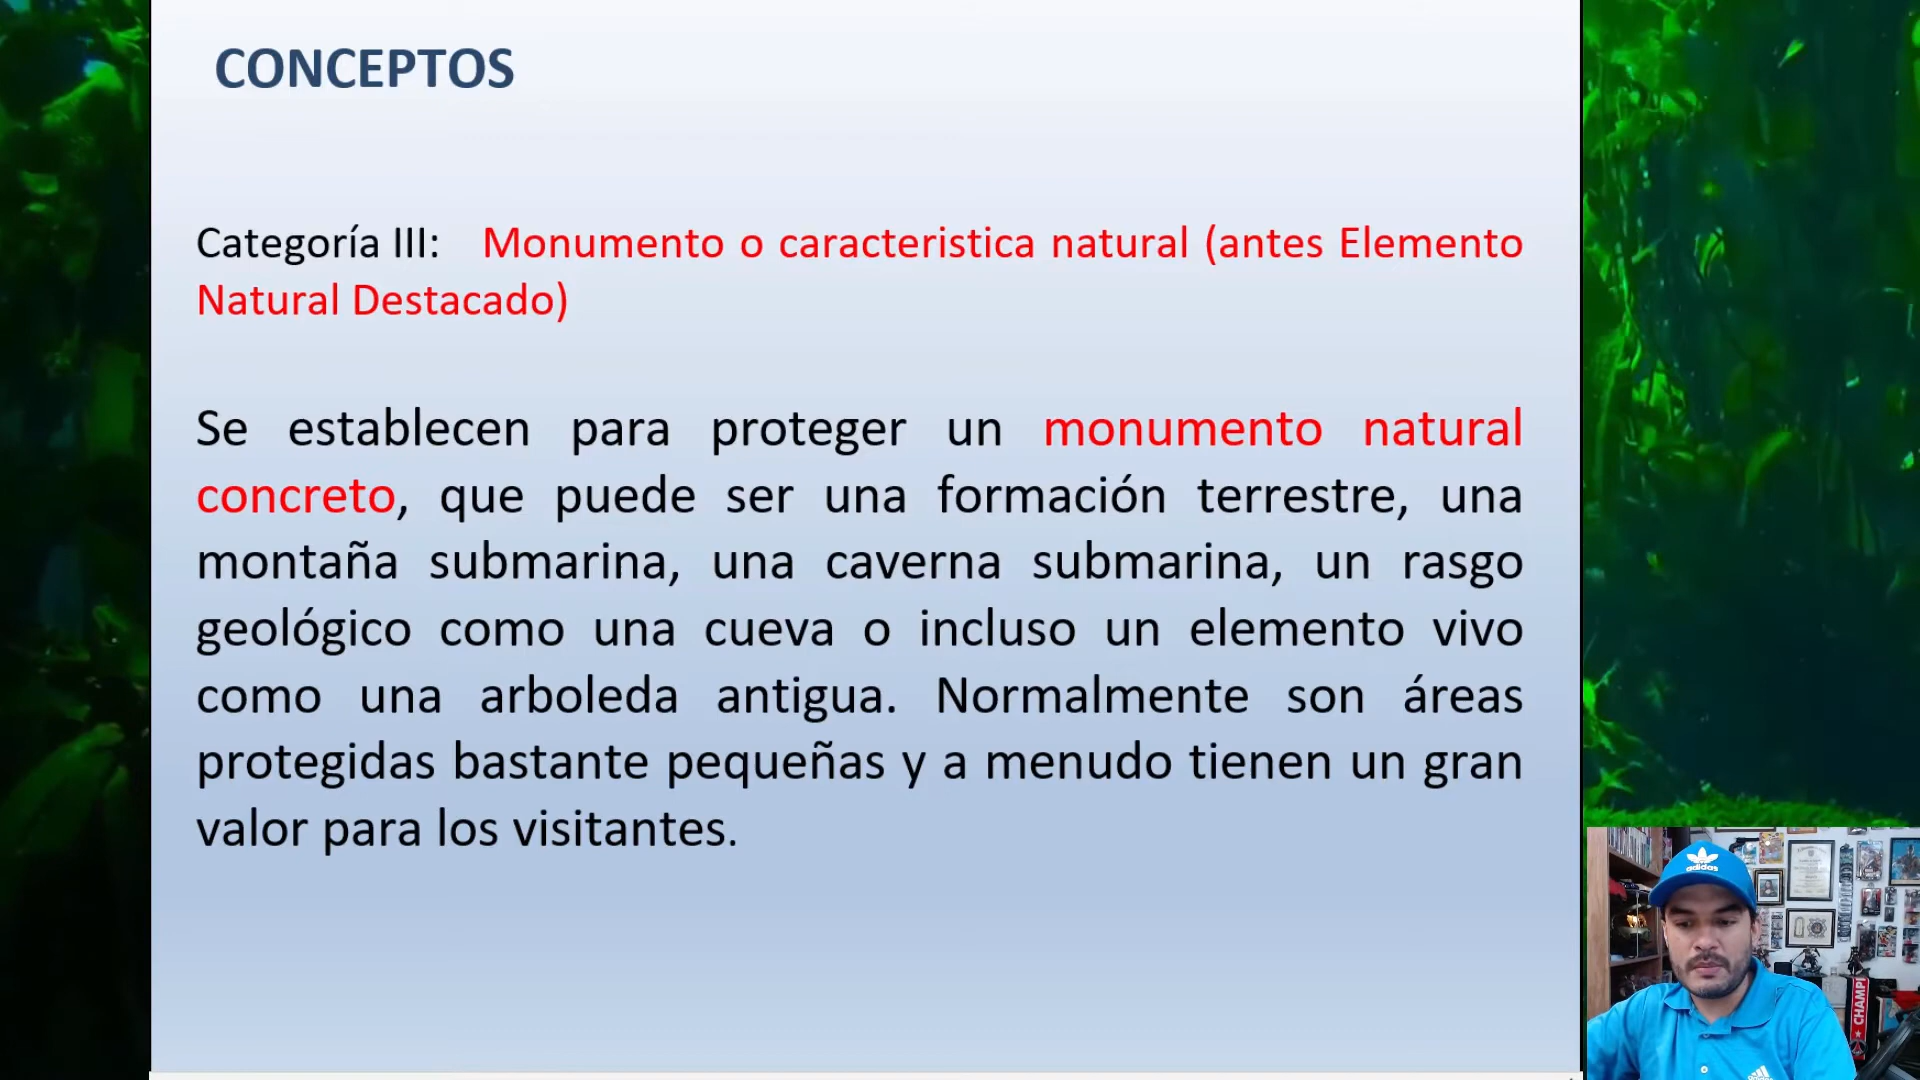 CONCEPTOS
Categoría III: Monumento o caracteristica natural (antes Elemento
Natural Destacado)
Se establecen para proteger un monumento natural
concreto, que puede ser una formación terrestre, una
montaña submarina, una caverna submarina, un rasgo
geológico como una cueva o incluso un elemento vivo
como una arboleda antigua. Normalmente son áreas
protegidas bastante pequeñas y a menudo tienen un gran
valor para los visitantes.
adidas
CHAMPI